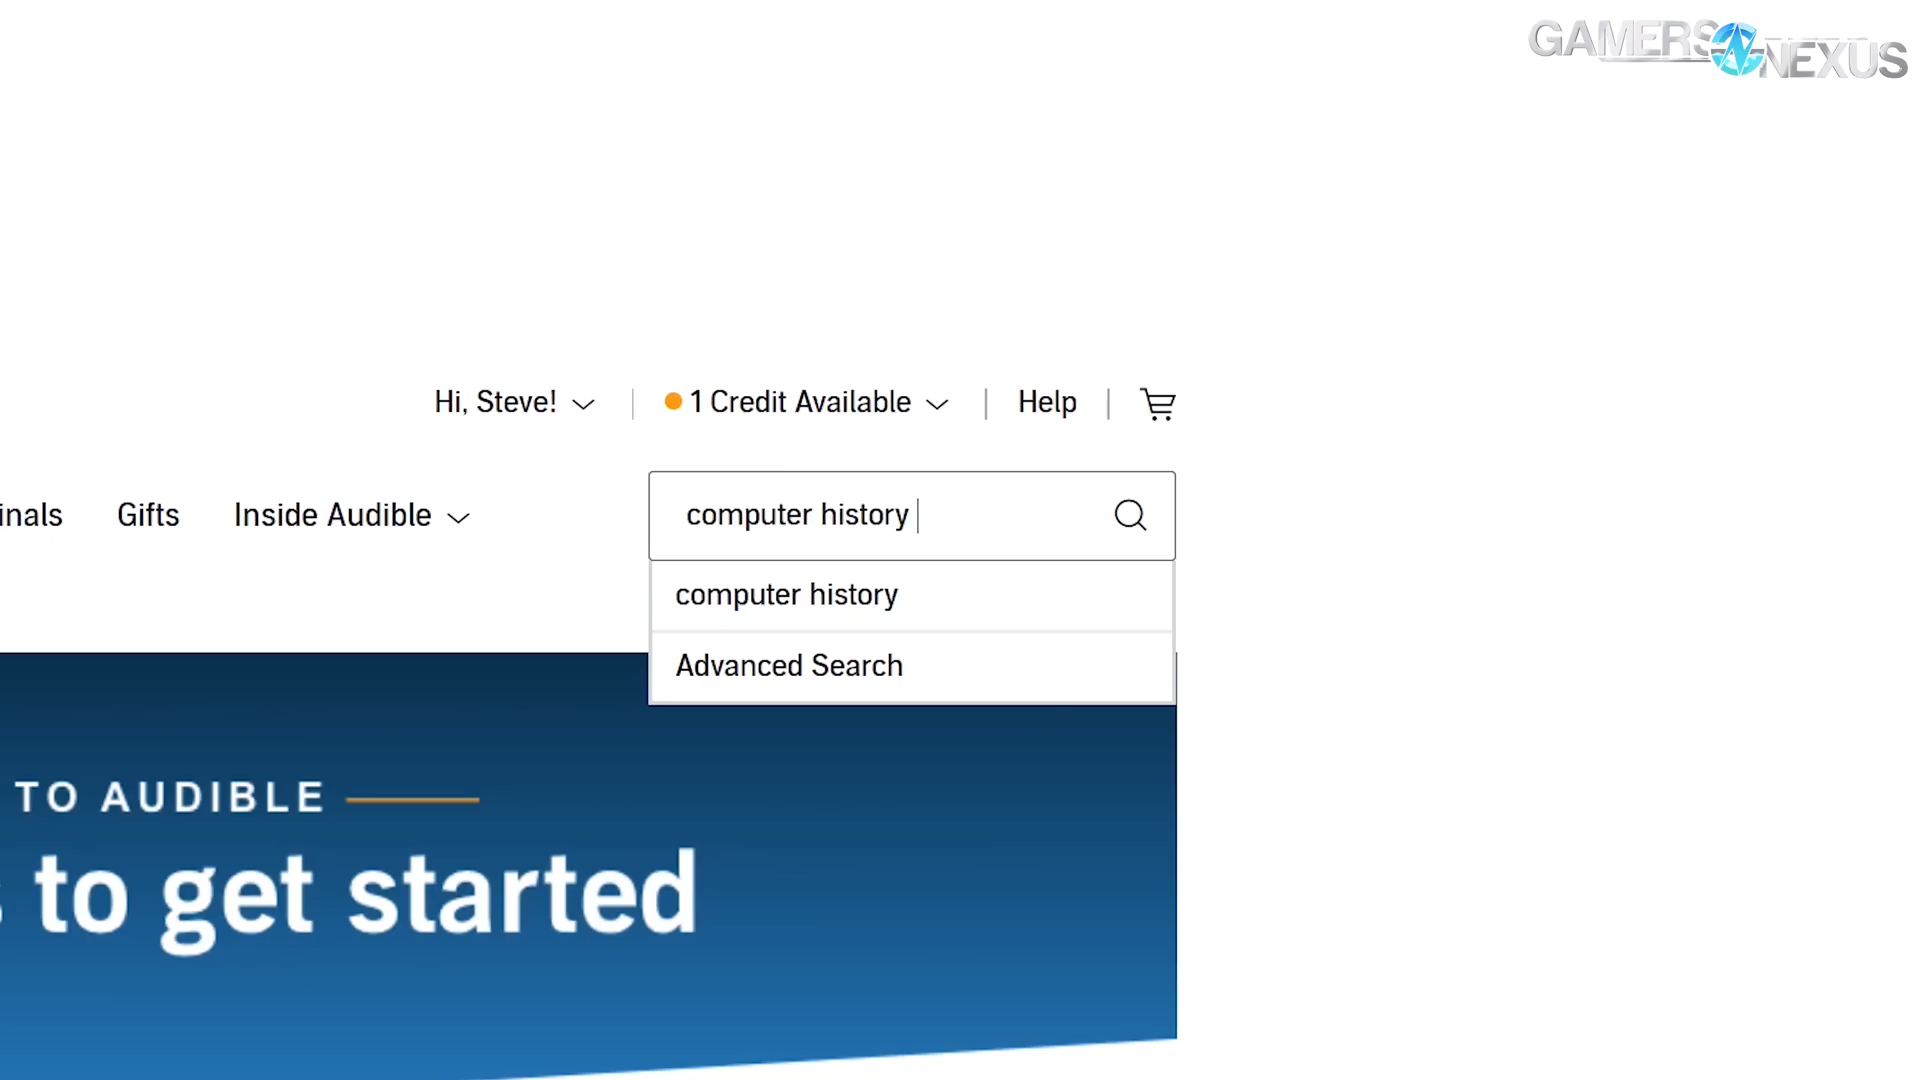 GAMERS NEXUS
Hi, Steve!
1 Credit Available
Help
inals
Gifts
Inside Audible
computer history
computer history
Advanced Search
TO AUDIBLE
to get started